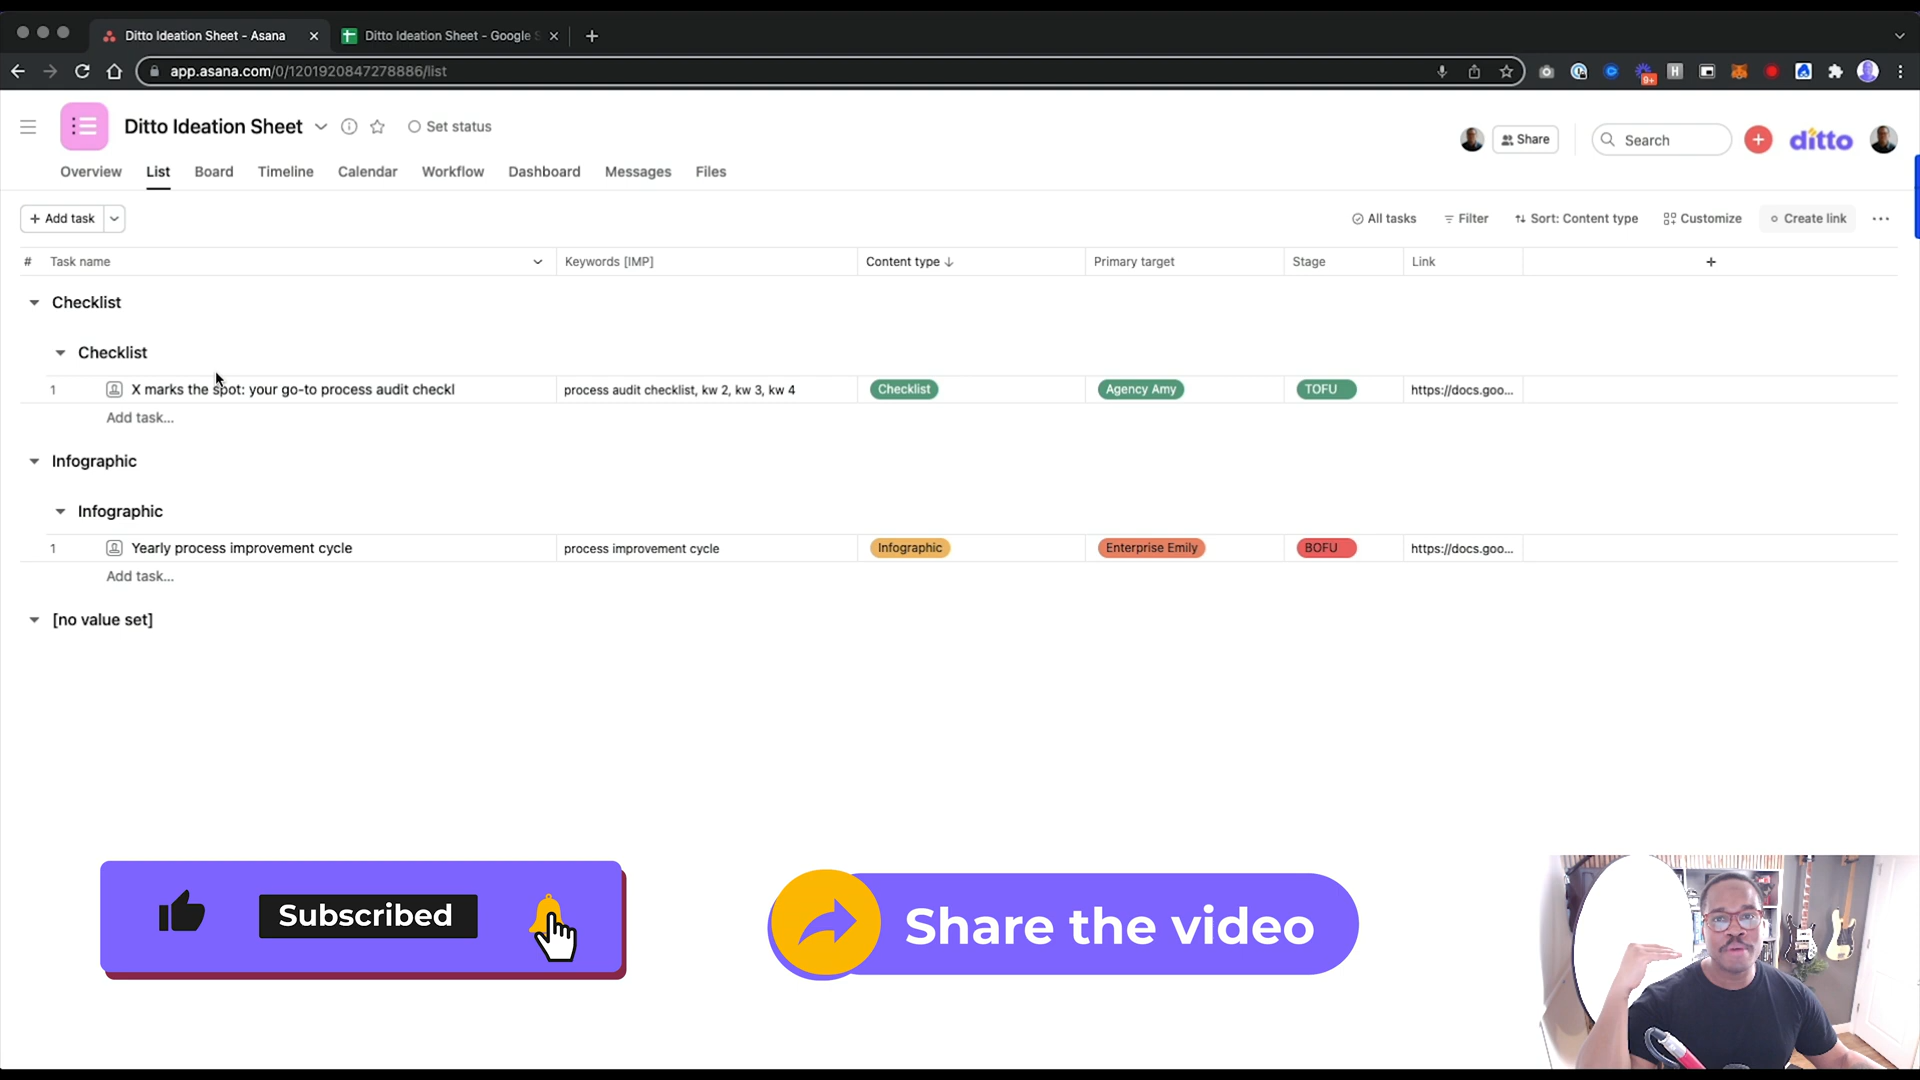 Ditto Ideation Sheet - Asana
Ditto Ideation Sheet - Google S
app.asana.com/0/1201920847278886/list
9+
Ditto Ideation Sheet
Set status
Share
Search
ditto
Overview
List
Board
Timeline
Calendar
Workflow
Dashboard
Messages
Files
+ Add task
All tasks
Filter
Sort: Content type
Customize
Create link
# Task name Keywords [IMP] Content type Primary target Stage Link
Checklist
Checklist
1 X marks the spot: your go-to process audit checkl process audit checklist, kw 2, kw 3, kw 4 Checklist Agency Amy TOFU https://docs.goo...
Add task...
Infographic
Infographic
1 Yearly process improvement cycle process improvement cycle Infographic Enterprise Emily BOFU https://docs.goo...
Add task...
[no value set]
Subscribed
Share the video